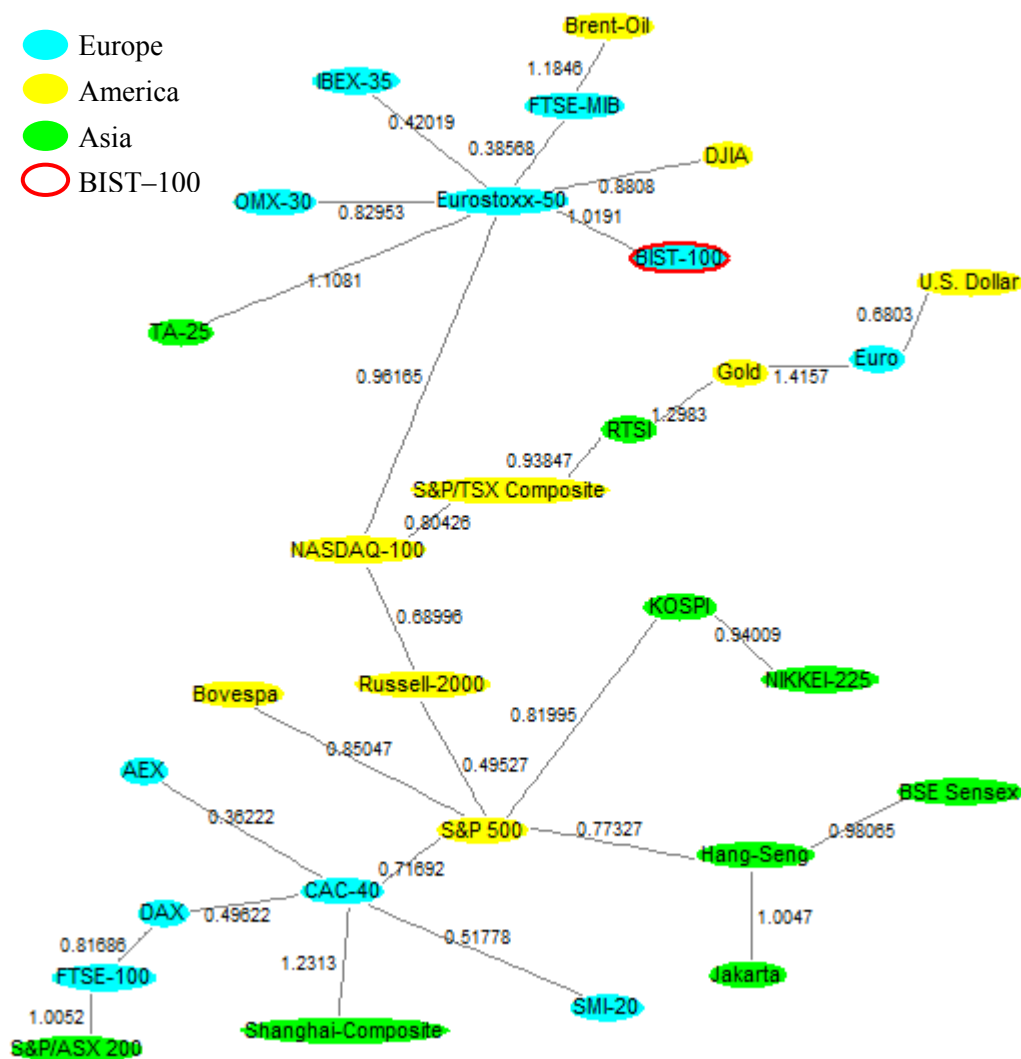 Europe
America
Asia
BIST–100
Brent-Oil
1.1846
IBEX-35
FTSE-MIB
0.42019
0.38568
DJIA
0.8808
OMX-30
0.82953
Eurostoxx-50
1.0191
BIST-100
1.1081
U.S. Dollar
0.6803
TA-25
Euro
0.96165
Gold
1.4157
1.2983
RTSI
0.93847
S&P/TSX Composite
0.80426
NASDAQ-100
0.68996
KOSPI
0.94009
Bovespa
Russell-2000
NIKKEI-225
0.81995
0.85047
0.49527
AEX
BSE Sensex
0.36222
S&P 500
0.77327
0.98065
Hang-Seng
0.71692
CAC-40
DAX
0.49622
0.51778
1.0047
0.81686
FTSE-100
1.2313
Jakarta
1.0052
SMI-20
Shanghai-Composite
S&P/ASX 200